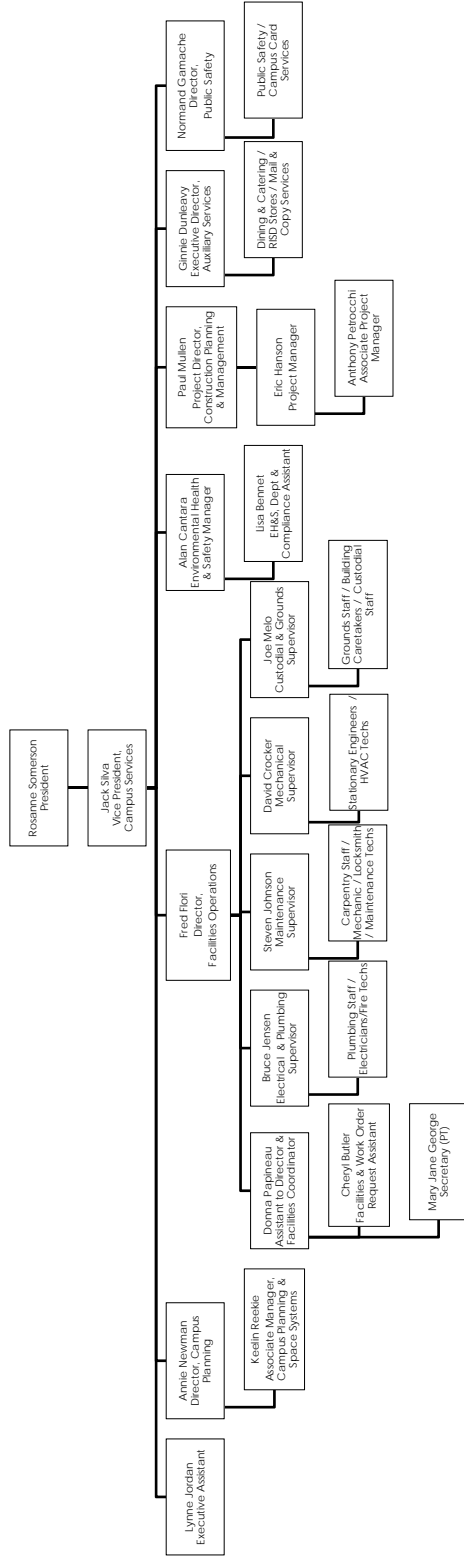 Rosanne Somerson
President
Jack Silva
Vice President,
Campus Services
Lynne Jordan
Executive Assistant
Annie Newman
Director, Campus
Planning
Keelin Reekie
Associate Manager,
Campus Planning &
Space Systems
Fred Fiori
Director,
Facilities Operations
Donna Papineau
Assistant to Director &
Facilities Coordinator
Cheryl Butler
Facilities & Work Order
Request Assistant
Mary Jane George
Secretary (PT)
Bruce Jensen
Electrical & Plumbing
Supervisor
Plumbing Staff /
Electricians/Fire Techs
Steven Johnson
Maintenance
Supervisor
Carpentry Staff /
Mechanic / Locksmith
/ Maintenance Techs
David Crocker
Mechanical
Supervisor
Stationary Engineers /
HVAC Techs
Joe Melo
Custodial & Grounds
Supervisor
Grounds Staff / Building
Caretakers / Custodial
Staff
Alan Cantara
Environmental Health
& Safety Manager
Lisa Bennet
EH&S, Dept &
Compliance Assistant
Paul Mullen
Project Director,
Construction Planning
& Management
Eric Hanson
Project Manager
Anthony Petrocchi
Associate Project
Manager
Ginnie Dunleavy
Executive Director,
Auxiliary Services
Dining & Catering /
RISD Stores / Mail &
Copy Services
Normand Gamache
Director,
Public Safety
Public Safety /
Campus Card
Services